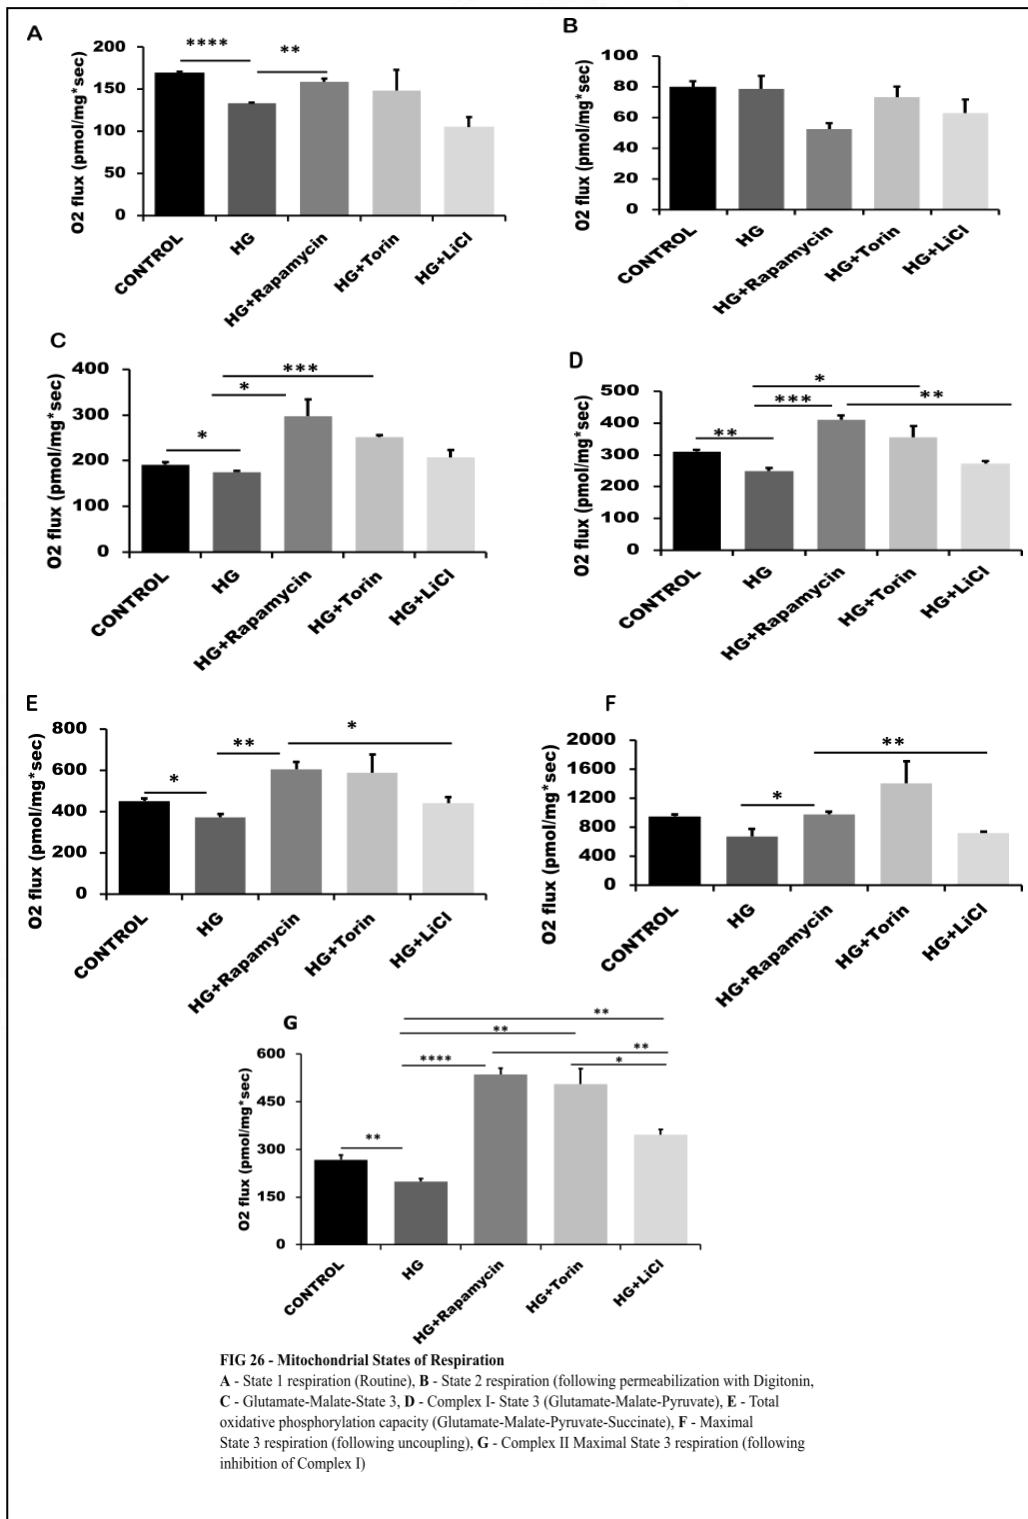 A
O2 flux (pmol/mg*sec)
200
150
100
50
0
****
**
CONTROL
HG
HG+Rapamycin
HG+Torin
HG+LiCl
B
O2 flux (pmol/mg*sec)
100
80
60
40
20
0
CONTROL
HG
HG+Rapamycin
HG+Torin
HG+LiCl
C
O2 flux (pmol/mg*sec)
400
300
200
100
0
***
*
*
CONTROL
HG
HG+Rapamycin
HG+Torin
HG+LiCl
D
O2 flux (pmol/mg*sec)
500
400
300
200
100
0
*
***
**
**
CONTROL
HG
HG+Rapamycin
HG+Torin
HG+LiCl
E
O2 flux (pmol/mg*sec)
800
600
400
200
0
*
**
*
CONTROL
HG
HG+Rapamycin
HG+Torin
HG+LiCl
F
O2 flux (pmol/mg*sec)
2000
1600
1200
800
400
0
**
*
CONTROL
HG
HG+Rapamycin
HG+Torin
HG+LiCl
G
O2 flux (pmol/mg*sec)
600
450
300
150
0
**
**
**
****
*
**
CONTROL
HG
HG+Rapamycin
HG+Torin
HG+LiCl
FIG 26 - Mitochondrial States of Respiration
A - State 1 respiration (Routine), B - State 2 respiration (following permeabilization with Digitonin,
C - Glutamate-Malate-State 3, D - Complex I- State 3 (Glutamate-Malate-Pyruvate), E - Total
oxidative phosphorylation capacity (Glutamate-Malate-Pyruvate-Succinate), F - Maximal
State 3 respiration (following uncoupling), G - Complex II Maximal State 3 respiration (following
inhibition of Complex I)